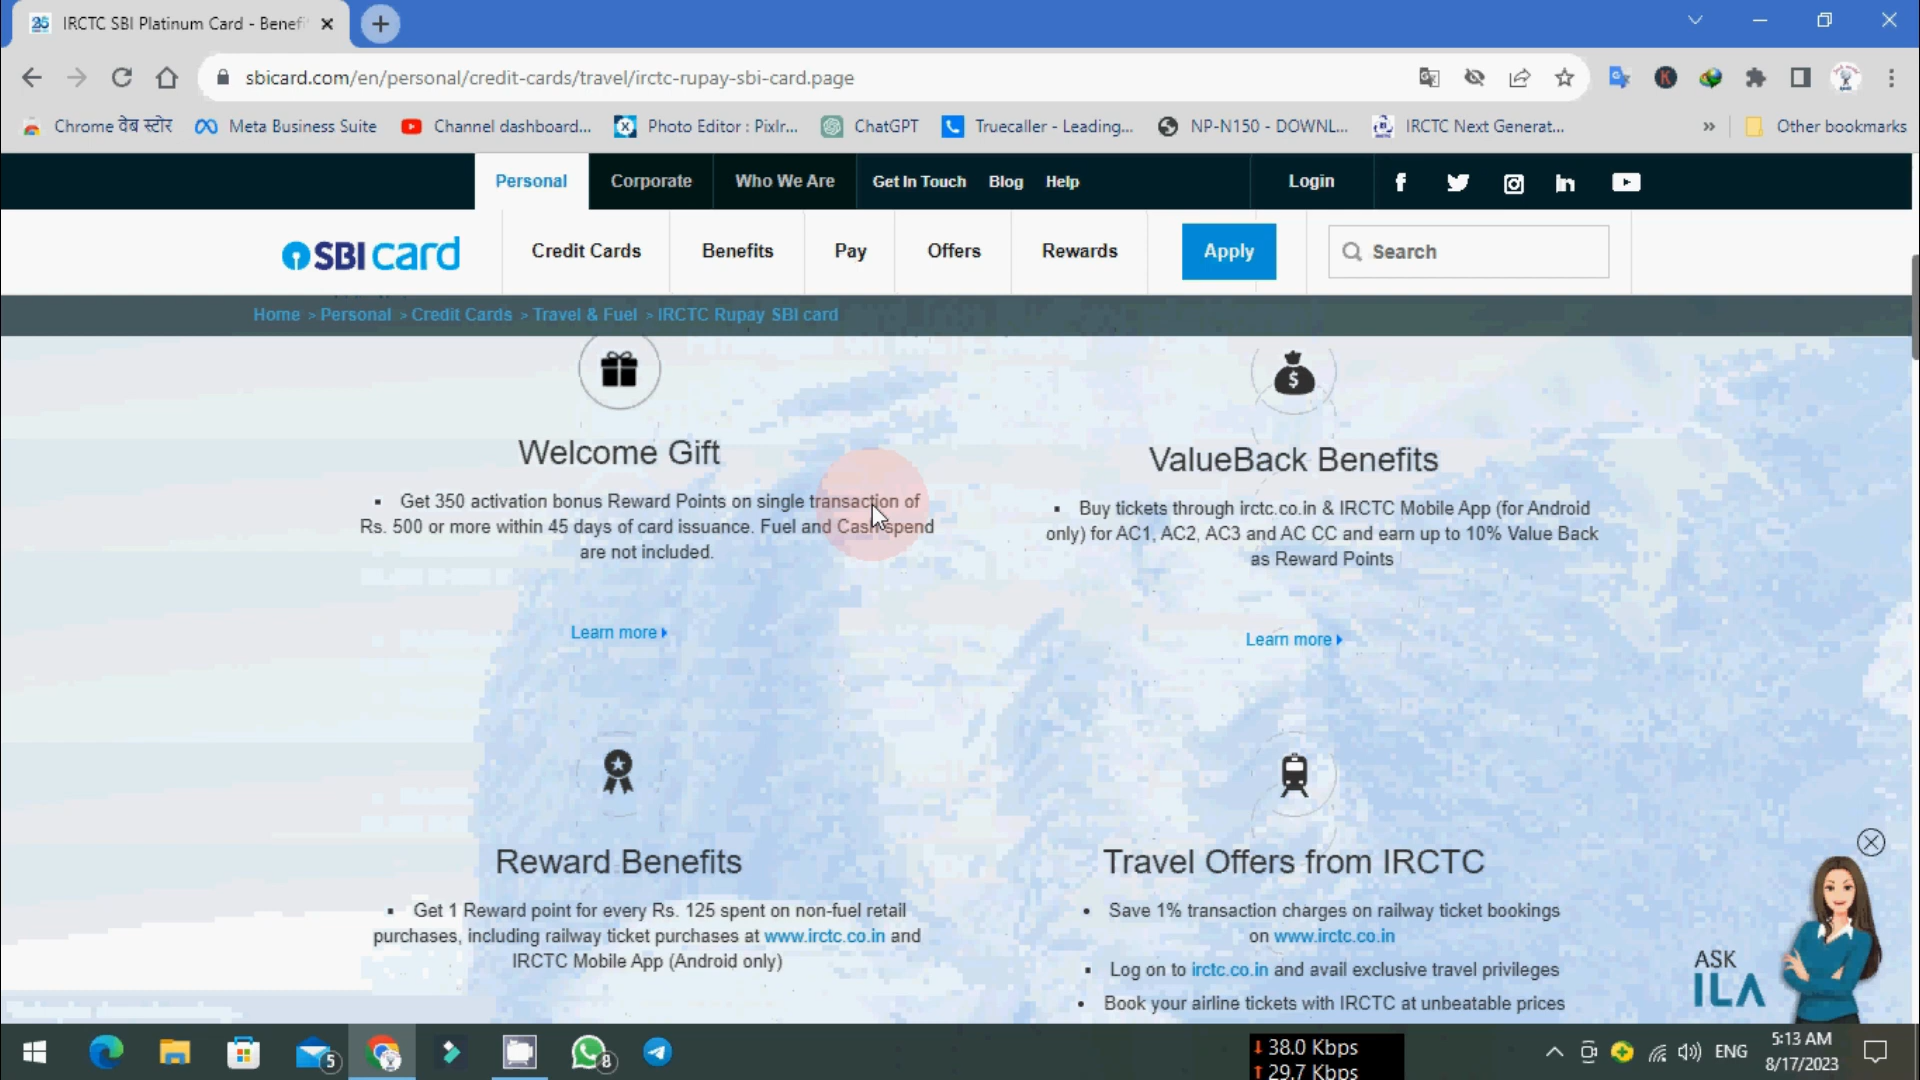 IRCTC SBI Platinum Card - Benefi
sbicard.com/en/personal/credit-cards/travel/irctc-rupay-sbi-card.page
Chrome वेब स्टोर
Meta Business Suite
Channel dashboard...
Photo Editor : Pixlr...
ChatGPT
Truecaller - Leading...
NP-N150 - DOWNL...
IRCTC Next Generat...
»
Other bookmarks
Personal
Corporate
Who We Are
Get In Touch
Blog
Help
Login
SBI card
Credit Cards
Benefits
Pay
Offers
Rewards
Apply
Search
Home > Personal > Credit Cards > Travel & Fuel > IRCTC Rupay SBI card
Welcome Gift
▪ Get 350 activation bonus Reward Points on single transaction of
Rs. 500 or more within 45 days of card issuance. Fuel and Cash spend
are not included.
Learn more
ValueBack Benefits
▪ Buy tickets through irctc.co.in & IRCTC Mobile App (for Android
only) for AC1, AC2, AC3 and AC CC and earn up to 10% Value Back
as Reward Points
Learn more
Reward Benefits
▪ Get 1 Reward point for every Rs. 125 spent on non-fuel retail
purchases, including railway ticket purchases at www.irctc.co.in and
IRCTC Mobile App (Android only)
Travel Offers from IRCTC
• Save 1% transaction charges on railway ticket bookings
on www.irctc.co.in
▪ Log on to irctc.co.in and avail exclusive travel privileges
• Book your airline tickets with IRCTC at unbeatable prices
ASK
ILA
5
8
38.0 Kbps
29.7 Kbps
ENG
5:13 AM
8/17/2023